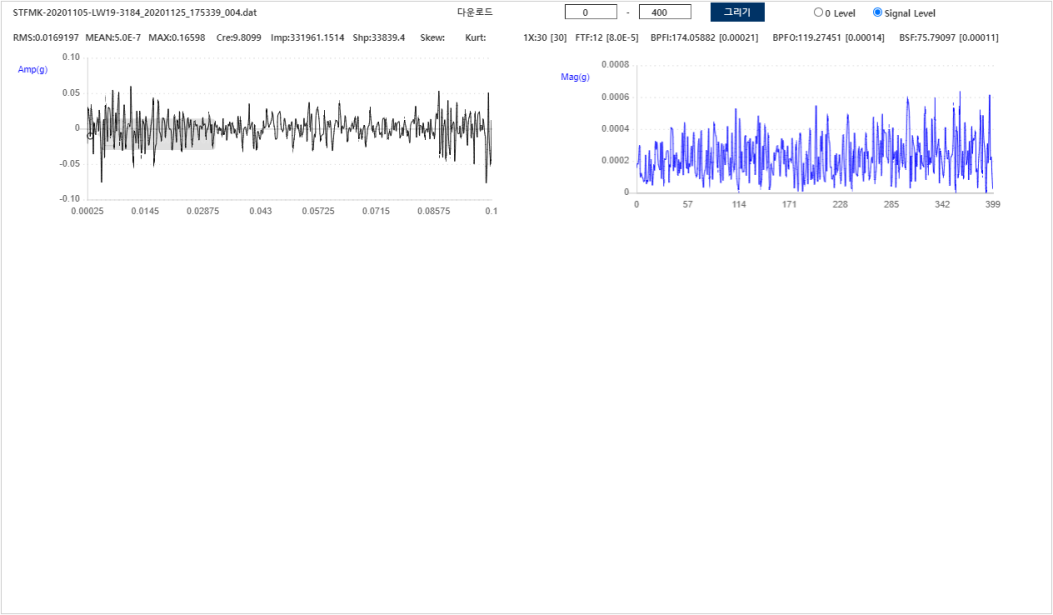 STFMK-20201105-LW19-3184_20201125_175339_004.dat 다운로드 0 - 400 그리기 0 Level Signal Level
RMS:0.0169197 MEAN:5.0E-7 MAX:0.16598 Cre:9.8099 Imp:331961.1514 Shp:33839.4 Skew: Kurt: 1X:30 [30] FTF:12 [8.0E-5] BPFI:174.05882 [0.00021] BPFO:119.27451 [0.00014] BSF:75.79097 [0.00011]
Amp(g)
0.10
0.05
0
-0.05
-0.10
0.00025 0.0145 0.02875 0.043 0.05725 0.0715 0.08575 0.1
Mag(g)
0.0008
0.0006
0.0004
0.0002
0
0 57 114 171 228 285 342 399